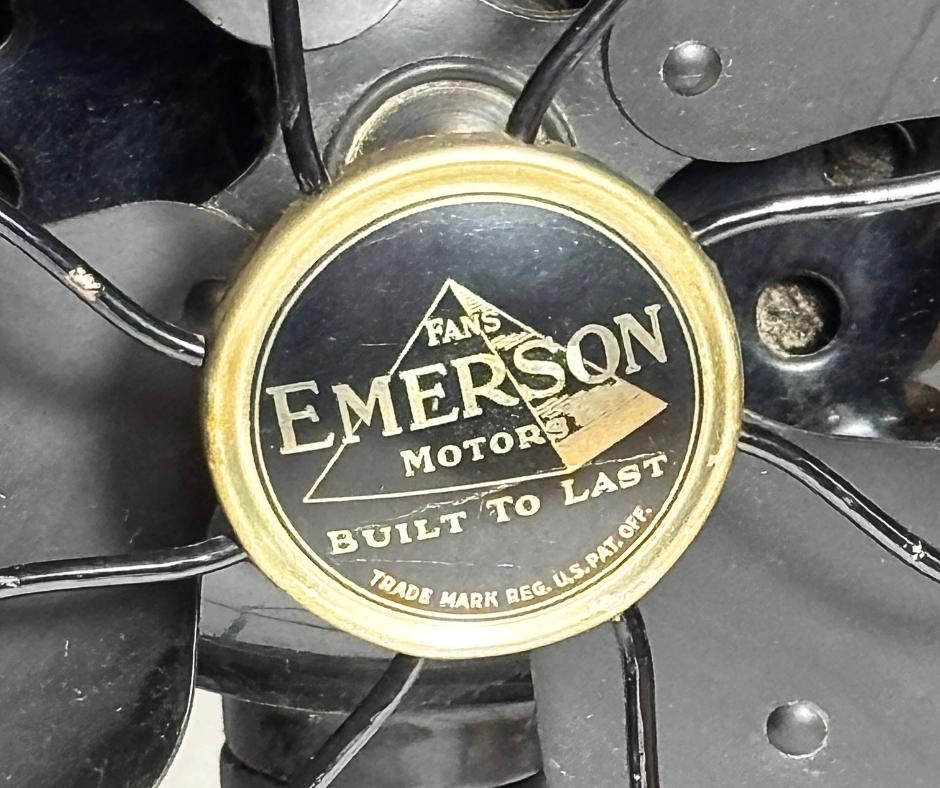 FANS
EMERSON
MOTORS
BUILT TO LAST
TRADE MARK REG. U.S. PAT. OFF.